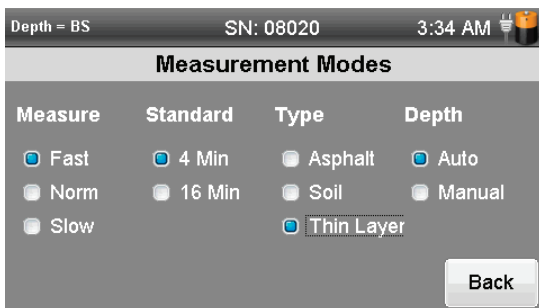 Depth = BS SN: 08020 3:34 AM
Measurement Modes
Measure Standard Type Depth
Fast 4 Min Asphalt Auto
Norm 16 Min Soil Manual
Slow Thin Layer
Back